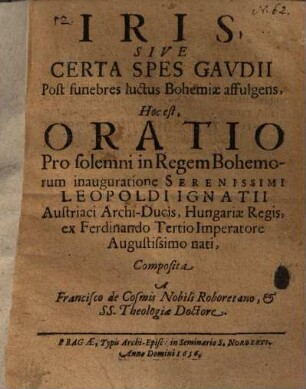 N. 62.
IRIS,
SIVE
CERTA SPES GAVDII
Post funebres luctus Bohemiæ affulgens,
Hoc est,
ORATIO
Pro solemni in Regem Bohemo-
rum inauguratione SERENISSIMI
LEOPOLDI IGNATII
Austriaci Archi-Ducis, Hungariæ Regis,
ex Ferdinando Tertio Imperatore
Augustissimo nati,
Composita
A
Francisco de Cosmis Nobili Roboretano, &
SS. Theologiæ Doctore.
PRAGÆ, Typis Archi-Episc: in Seminario S. NORBERTI.
Anno Domini 1656.